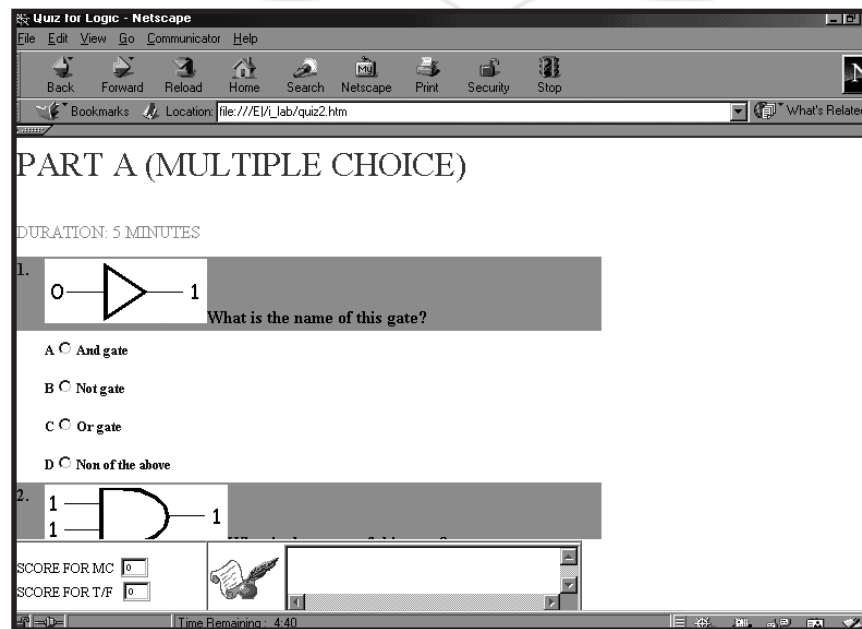 Quiz for Logic - Netscape
File Edit View Go Communicator Help
Back Forward Reload Home Search Netscape Print Security Stop
Bookmarks Location: file:///E|/i_lab/quiz2.htm What's Related
PART A (MULTIPLE CHOICE)
DURATION: 5 MINUTES
1. 0 1 What is the name of this gate?
A And gate
B Not gate
C Or gate
D Non of the above
2. 1 1 1
SCORE FOR MC 0
SCORE FOR T/F 0
Time Remaining : 4:40